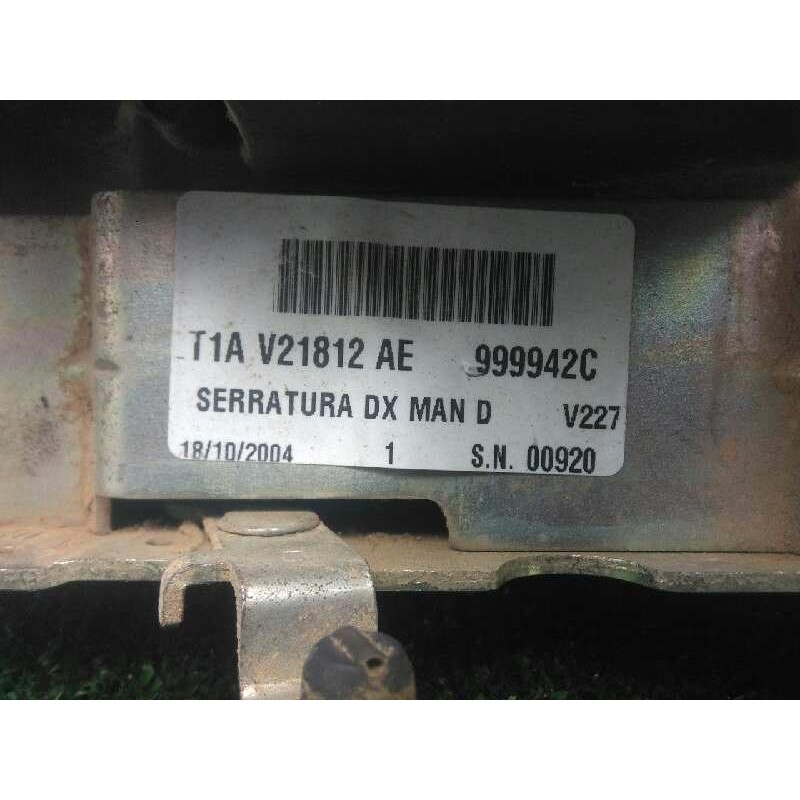 T1A V21812 AE 999942C
SERRATURA DX MAN D V227
18/10/2004 1 S.N. 00920